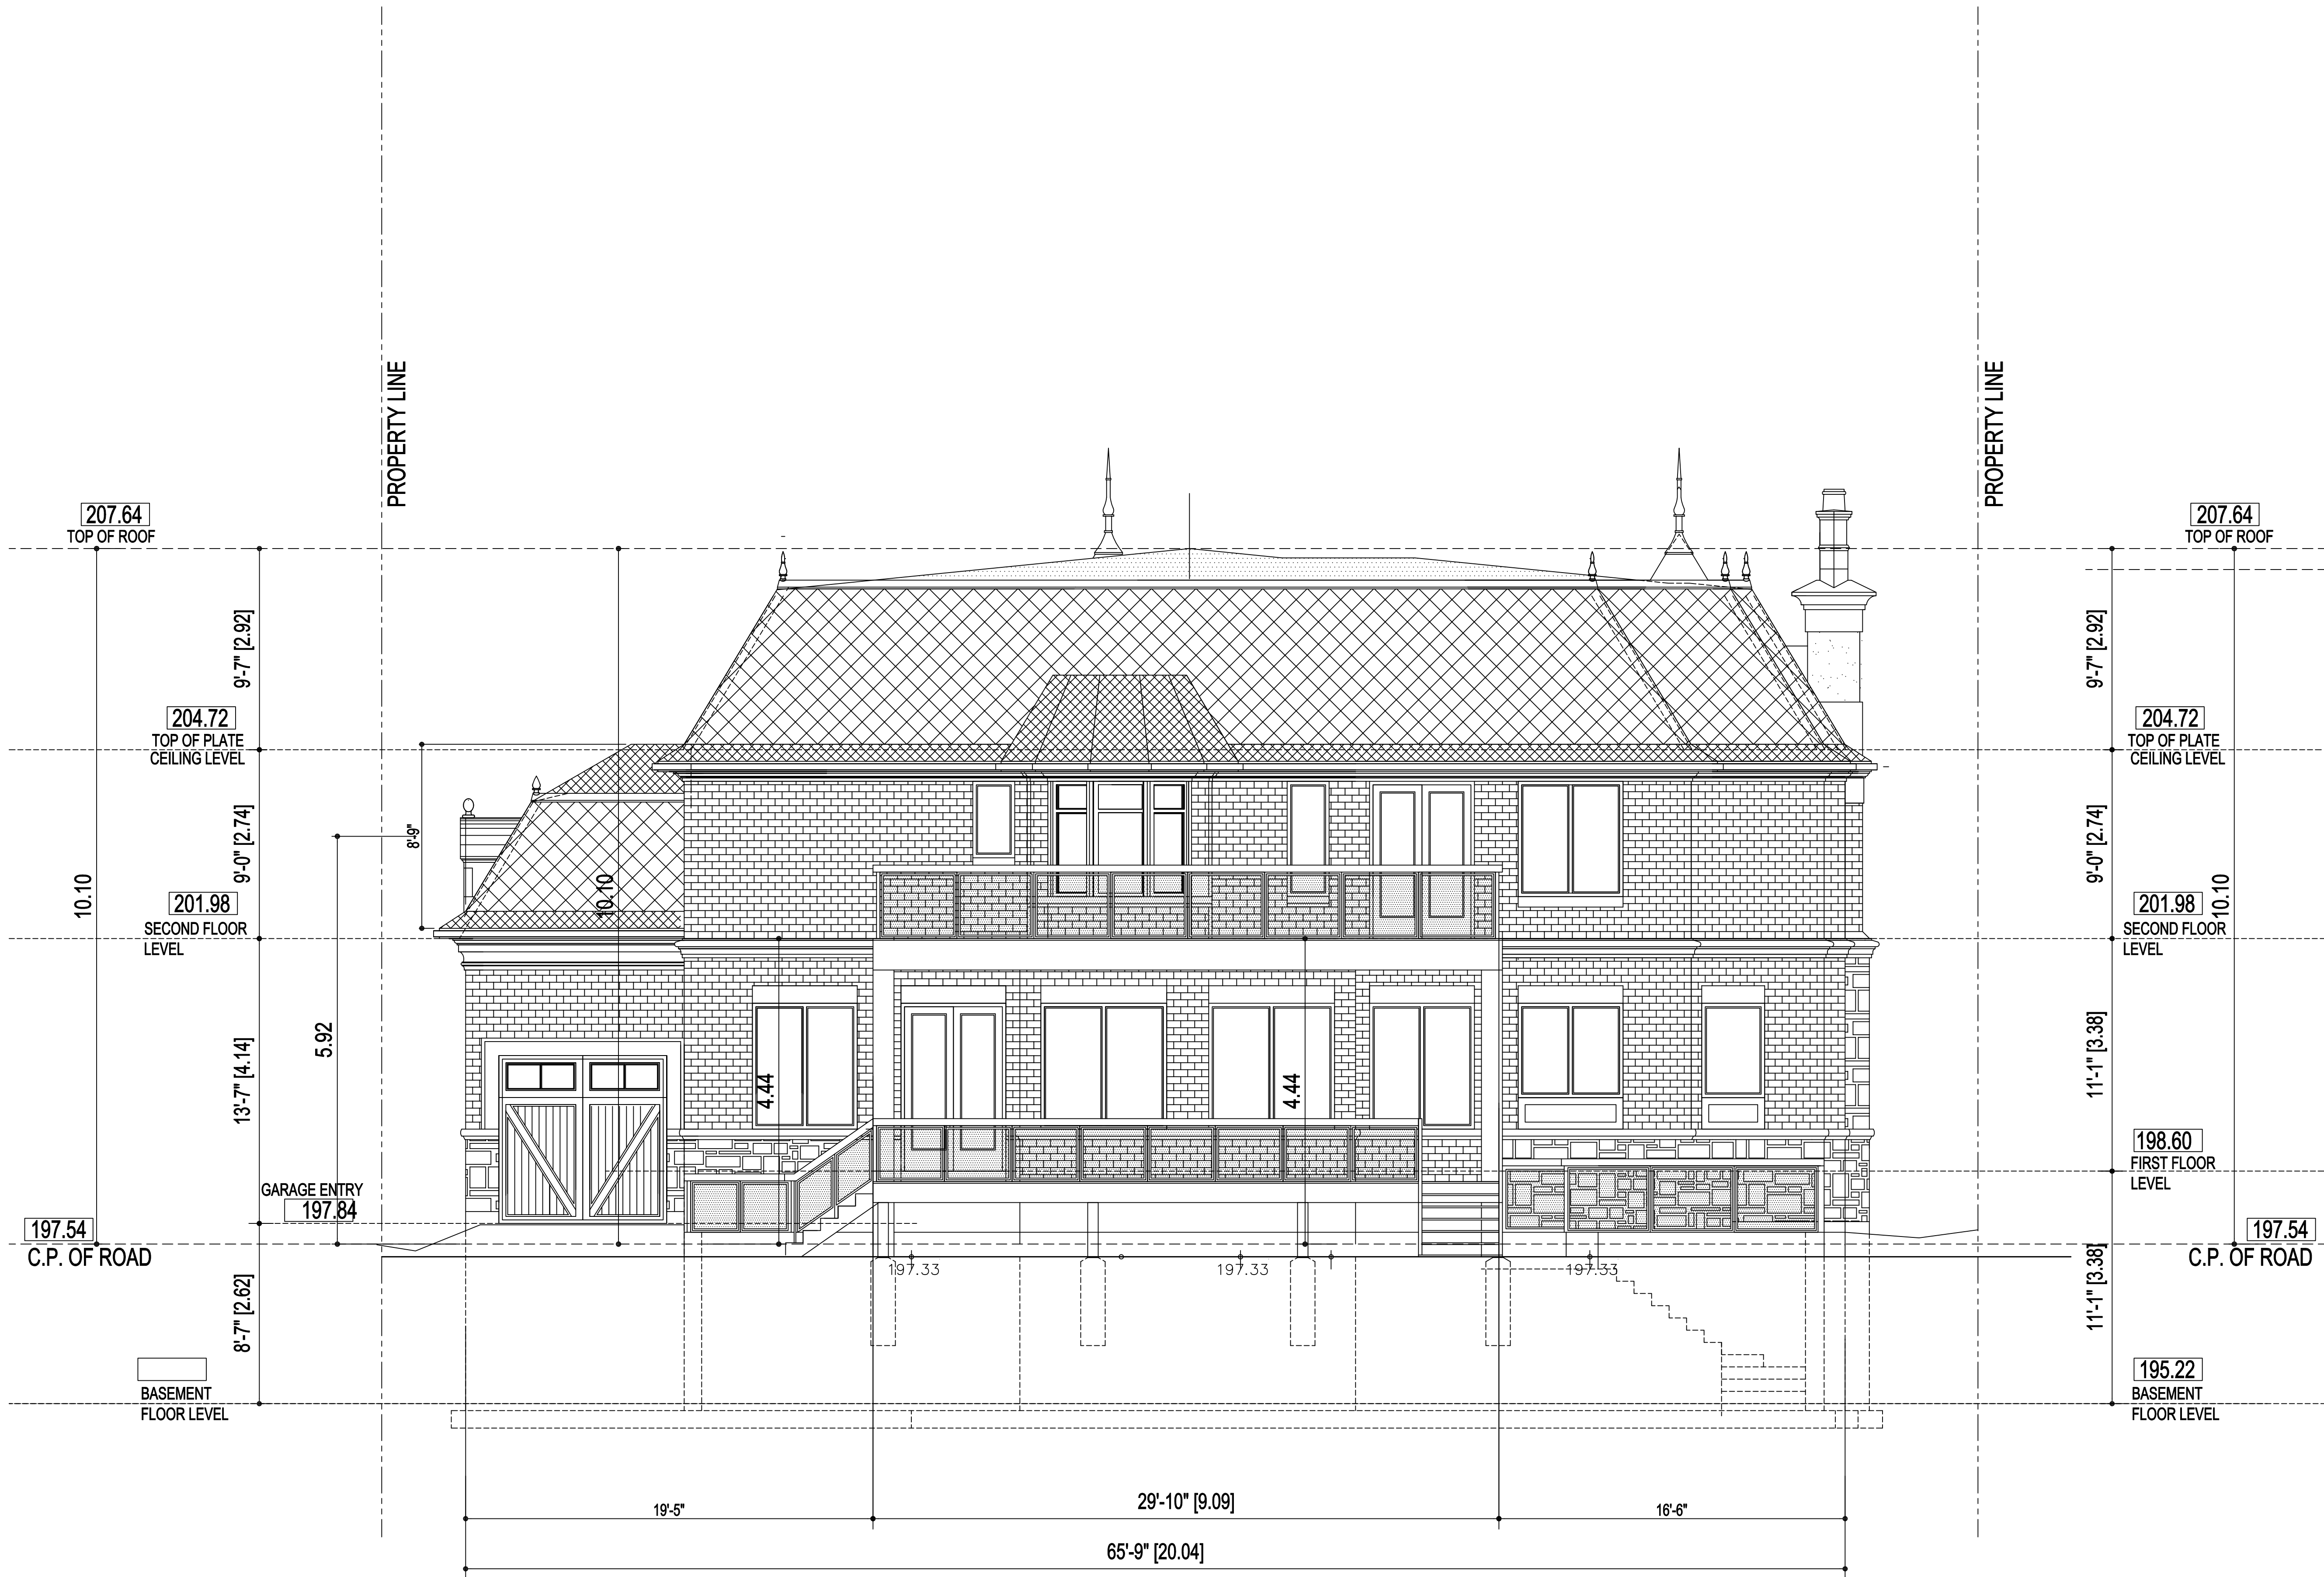 PROPERTY LINE
PROPERTY LINE
207.64
TOP OF ROOF
207.64
TOP OF ROOF
9'-7" [2.92]
9'-7" [2.92]
204.72
TOP OF PLATE
CEILING LEVEL
204.72
TOP OF PLATE
CEILING LEVEL
8'-9"
9'-0" [2.74]
9'-0" [2.74]
10.10
10.10
10.10
201.98
SECOND FLOOR
LEVEL
201.98
SECOND FLOOR
LEVEL
5.92
13'-7" [4.14]
4.44
4.44
11'-1" [3.38]
198.60
FIRST FLOOR
LEVEL
GARAGE ENTRY
197.84
197.54
C.P. OF ROAD
197.54
C.P. OF ROAD
197.33
197.33
197.33
8'-7" [2.62]
11'-1" [3.38]
BASEMENT
FLOOR LEVEL
195.22
BASEMENT
FLOOR LEVEL
19'-5"
29'-10" [9.09]
16'-6"
65'-9" [20.04]